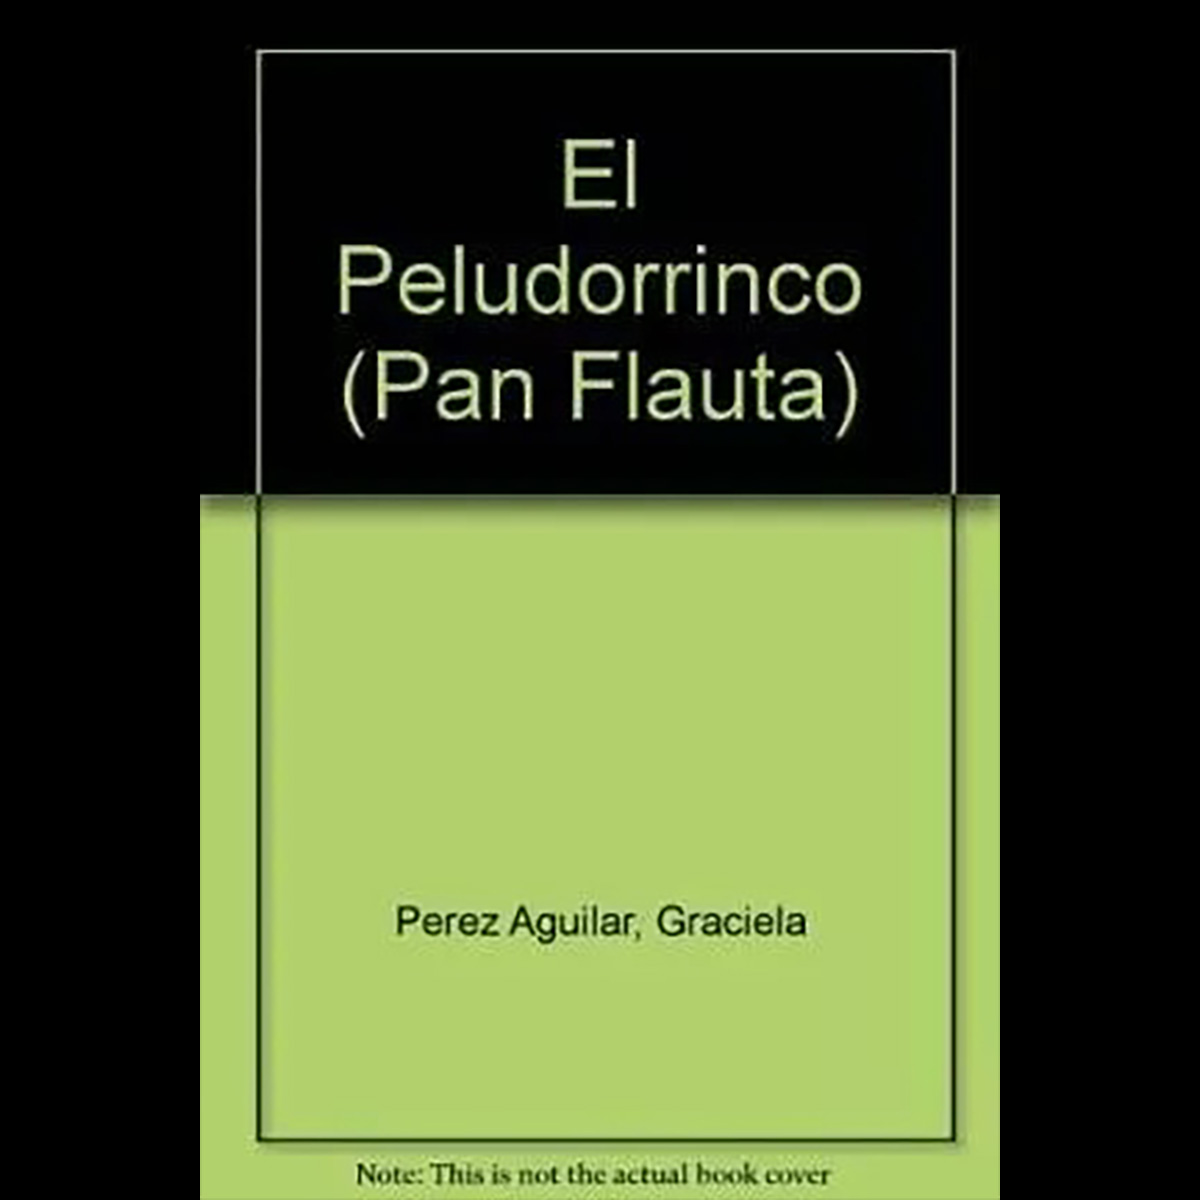 El
Peludorrinco
(Pan Flauta)
Perez Aguilar, Graciela
Note: This is not the actual book cover